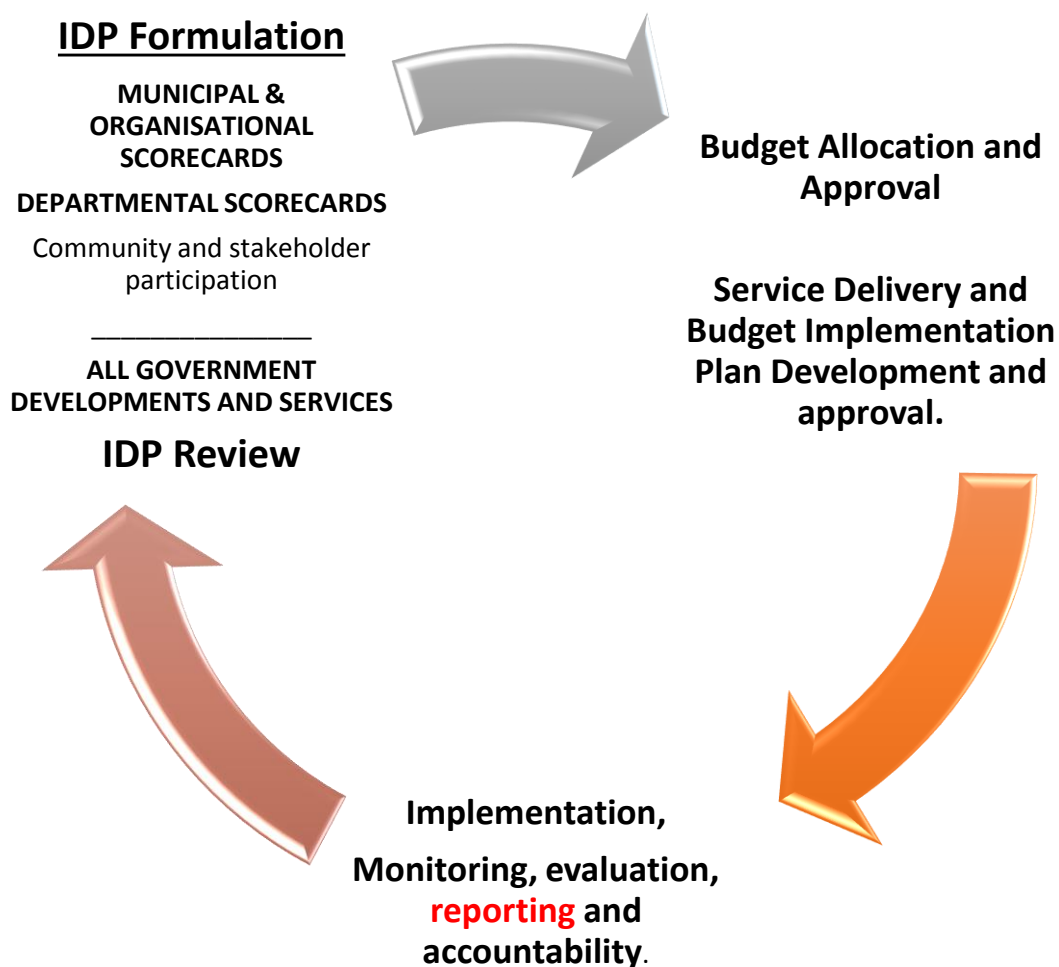 IDP Formulation
MUNICIPAL &
ORGANISATIONAL
SCORECARDS
DEPARTMENTAL SCORECARDS
Community and stakeholder
participation
________________
ALL GOVERNMENT
DEVELOPMENTS AND SERVICES
IDP Review
Budget Allocation and
Approval
Service Delivery and
Budget Implementation
Plan Development and
approval.
Implementation,
Monitoring, evaluation,
reporting and
accountability.